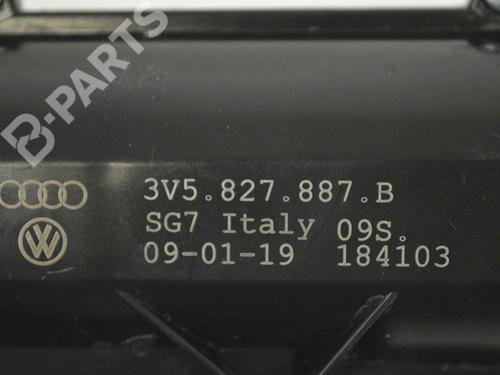 B-PARTS
3V5.827.887.B
SG7 Italy 09S.
09-01-19 184103